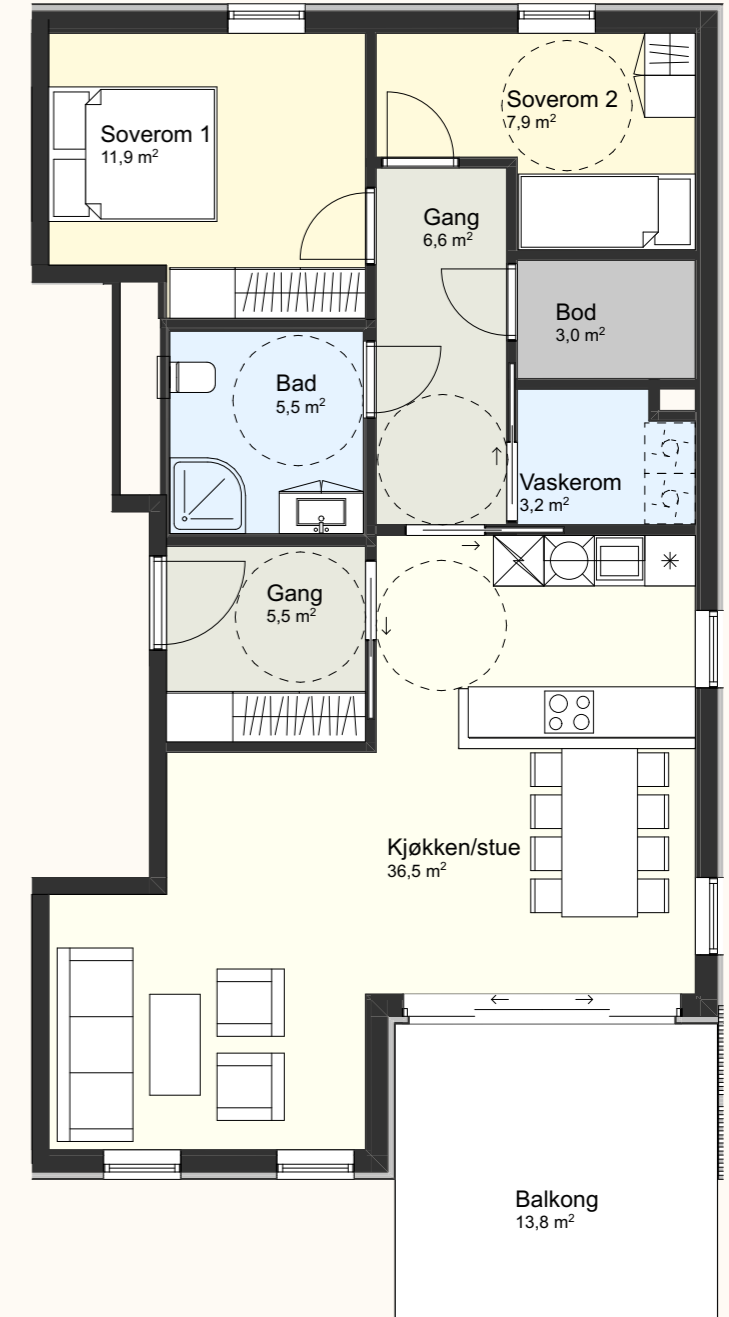 Soverom 1
11,9 m²
Soverom 2
7,9 m²
Gang
6,6 m²
Bod
3,0 m²
Bad
5,5 m²
Vaskerom
3,2 m²
Gang
5,5 m²
Kjøkken/stue
36,5 m²
Balkong
13,8 m²